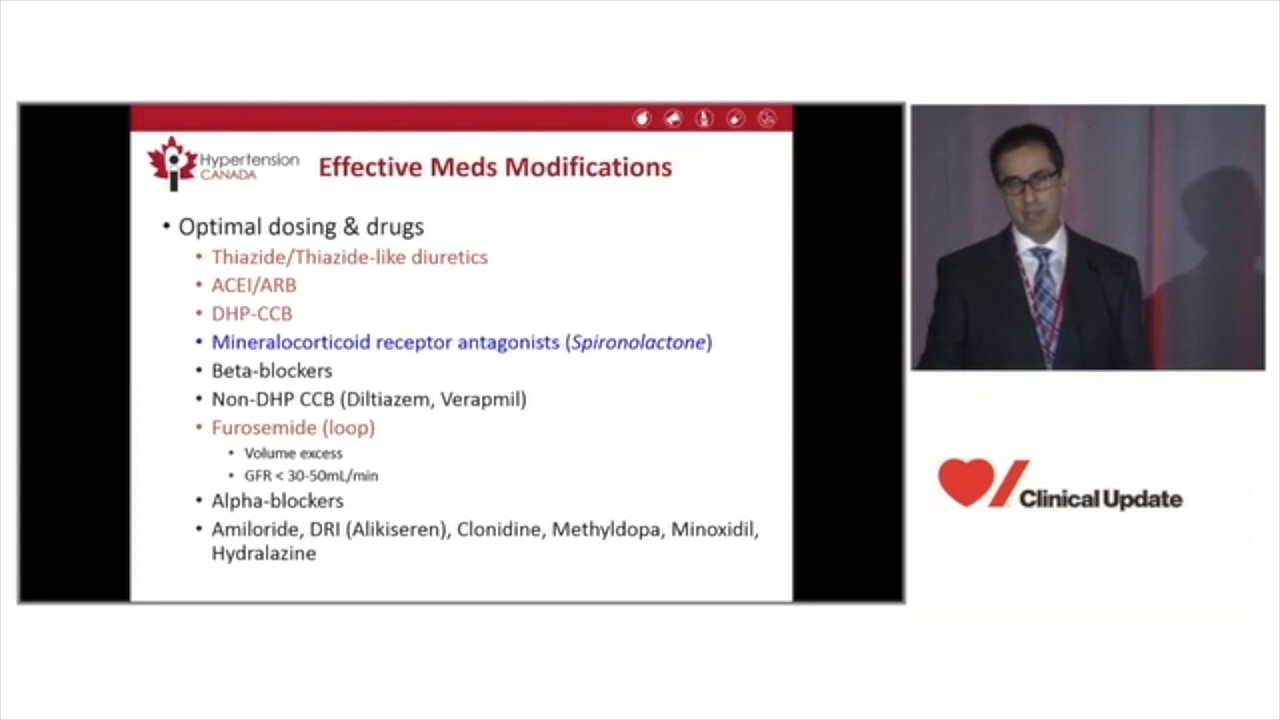 Hypertension
CANADA
Effective Meds Modifications
• Optimal dosing & drugs
• Thiazide/Thiazide-like diuretics
• ACEI/ARB
• DHP-CCB
• Mineralocorticoid receptor antagonists (Spironolactone)
• Beta-blockers
• Non-DHP CCB (Diltiazem, Verapmil)
• Furosemide (loop)
• Volume excess
• GFR < 30-50mL/min
• Alpha-blockers
• Amiloride, DRI (Alikiseren), Clonidine, Methyldopa, Minoxidil,
Hydralazine
Clinical Update